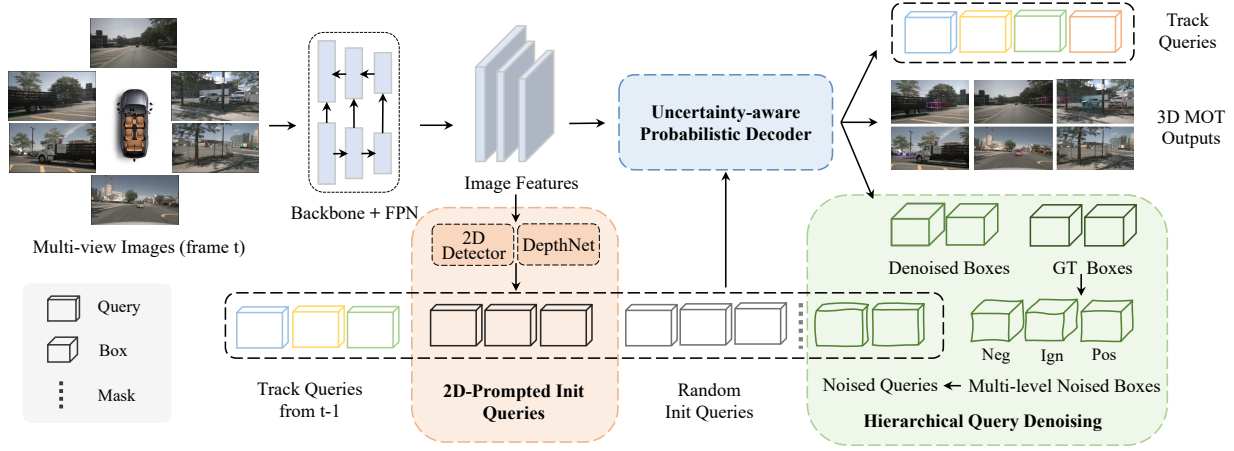 Track
Queries
3D MOT
Outputs
Uncertainty-aware
Probabilistic Decoder
Image Features
Backbone + FPN
Multi-view Images (frame t)
2D
Detector
DepthNet
Denoised Boxes
GT Boxes
Query
Box
Mask
Neg
Ign
Pos
Track Queries
from t-1
2D-Prompted Init
Queries
Random
Init Queries
Noised Queries
Multi-level Noised Boxes
Hierarchical Query Denoising